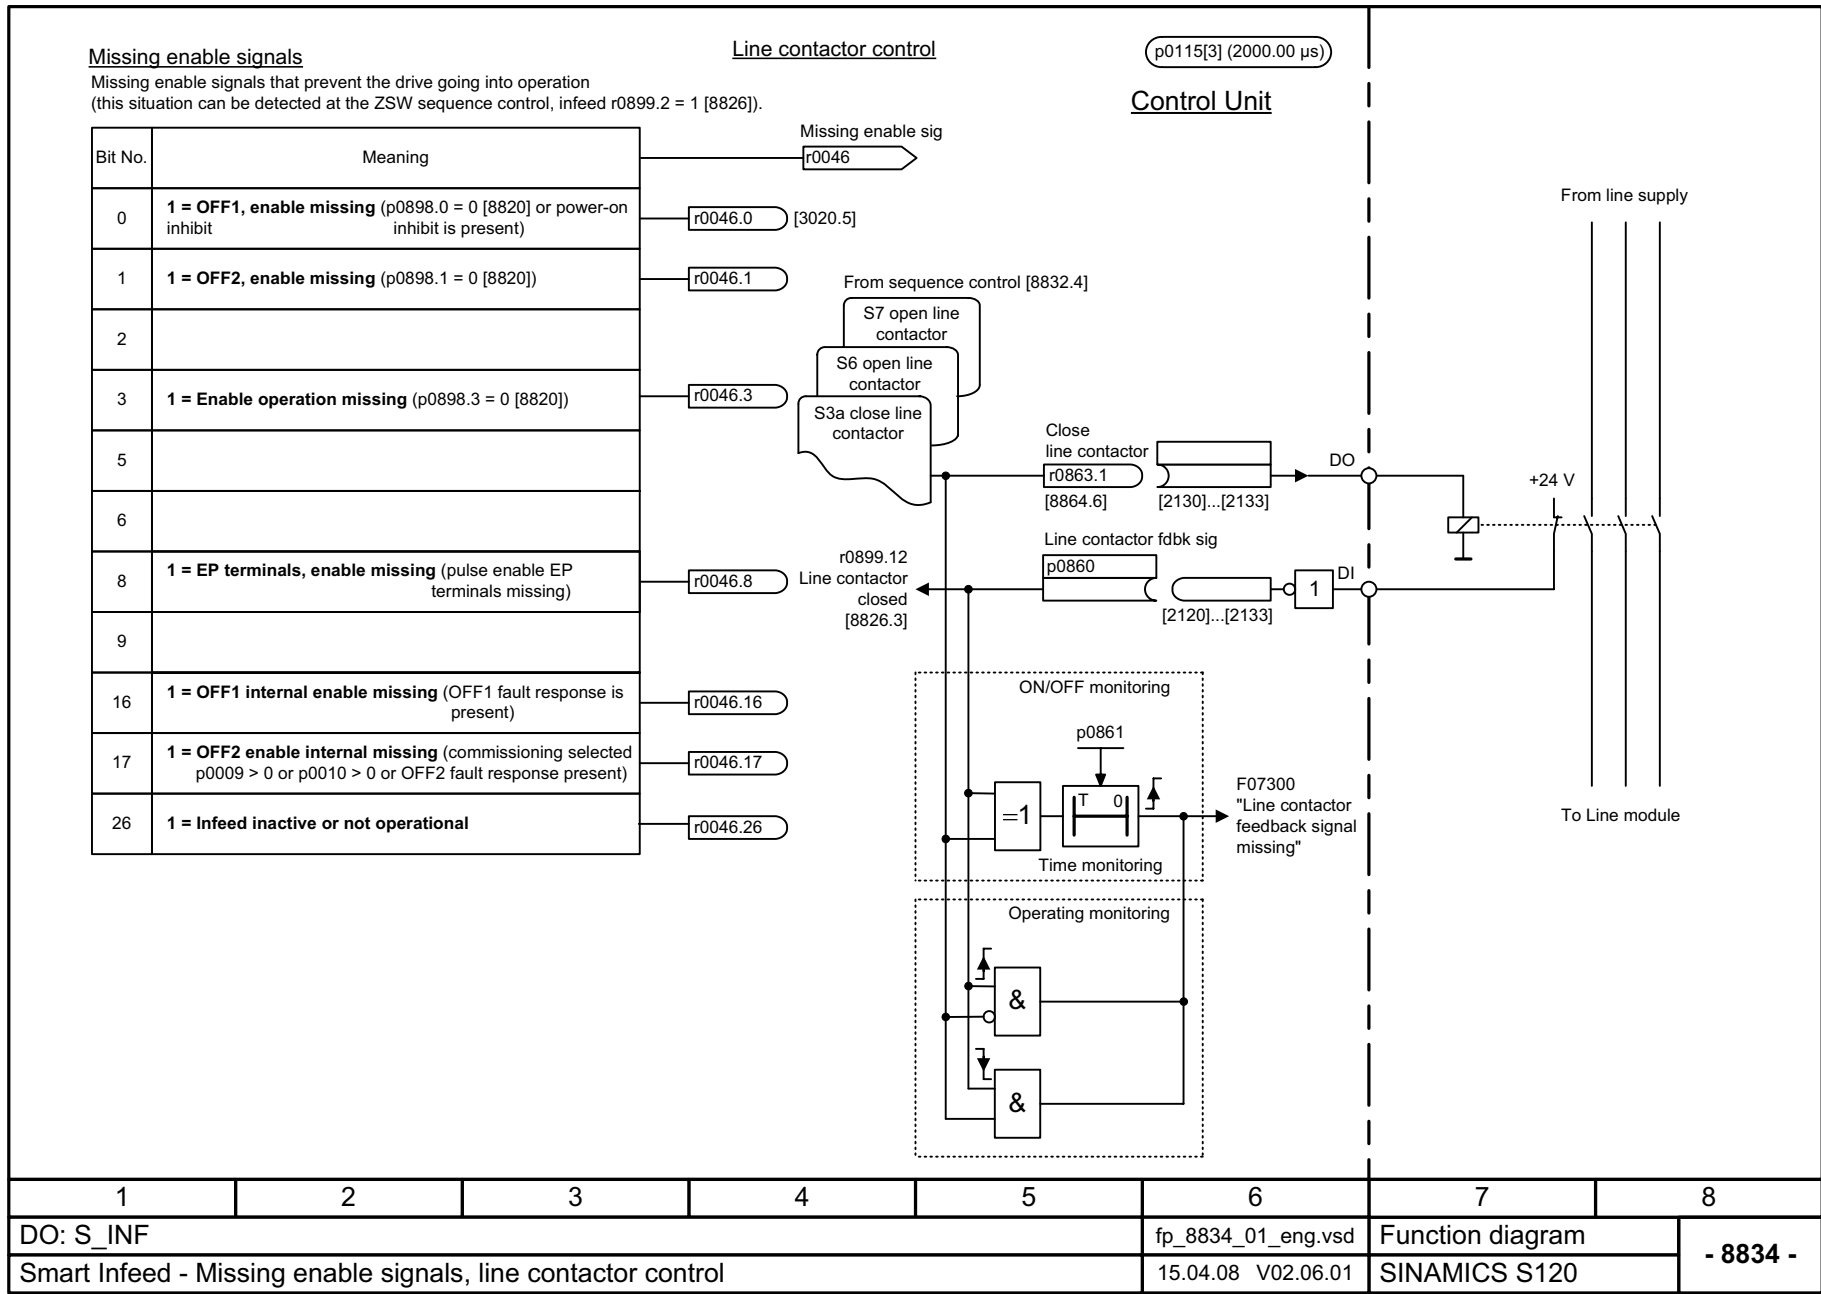 Missing enable signals
Missing enable signals that prevent the drive going into operation
(this situation can be detected at the ZSW sequence control, infeed r0899.2 = 1 [8826]).
Line contactor control
p0115[3] (2000.00 µs)
Control Unit
Bit No.
Meaning
Missing enable sig
r0046
0
1 = OFF1, enable missing (p0898.0 = 0 [8820] or power-on
inhibit inhibit is present)
r0046.0
[3020.5]
1
1 = OFF2, enable missing (p0898.1 = 0 [8820])
r0046.1
2
3
1 = Enable operation missing (p0898.3 = 0 [8820])
r0046.3
5
6
8
1 = EP terminals, enable missing (pulse enable EP
terminals missing)
r0046.8
9
16
1 = OFF1 internal enable missing (OFF1 fault response is
present)
r0046.16
17
1 = OFF2 enable internal missing (commissioning selected
p0009 > 0 or p0010 > 0 or OFF2 fault response present)
r0046.17
26
1 = Infeed inactive or not operational
r0046.26
From sequence control [8832.4]
S7 open line
contactor
S6 open line
contactor
S3a close line
contactor
Close
line contactor
r0863.1
[8864.6]
[2130]...[2133]
DO
Line contactor fdbk sig
p0860
[2120]...[2133]
1
DI
r0899.12
Line contactor
closed
[8826.3]
From line supply
+24 V
To Line module
ON/OFF monitoring
p0861
=1
T 0
Time monitoring
F07300
"Line contactor
feedback signal
missing"
Operating monitoring
&
&
1 2 3 4 5 6 7 8
DO: S_INF
fp_8834_01_eng.vsd
Function diagram
- 8834 -
Smart Infeed - Missing enable signals, line contactor control
15.04.08 V02.06.01
SINAMICS S120